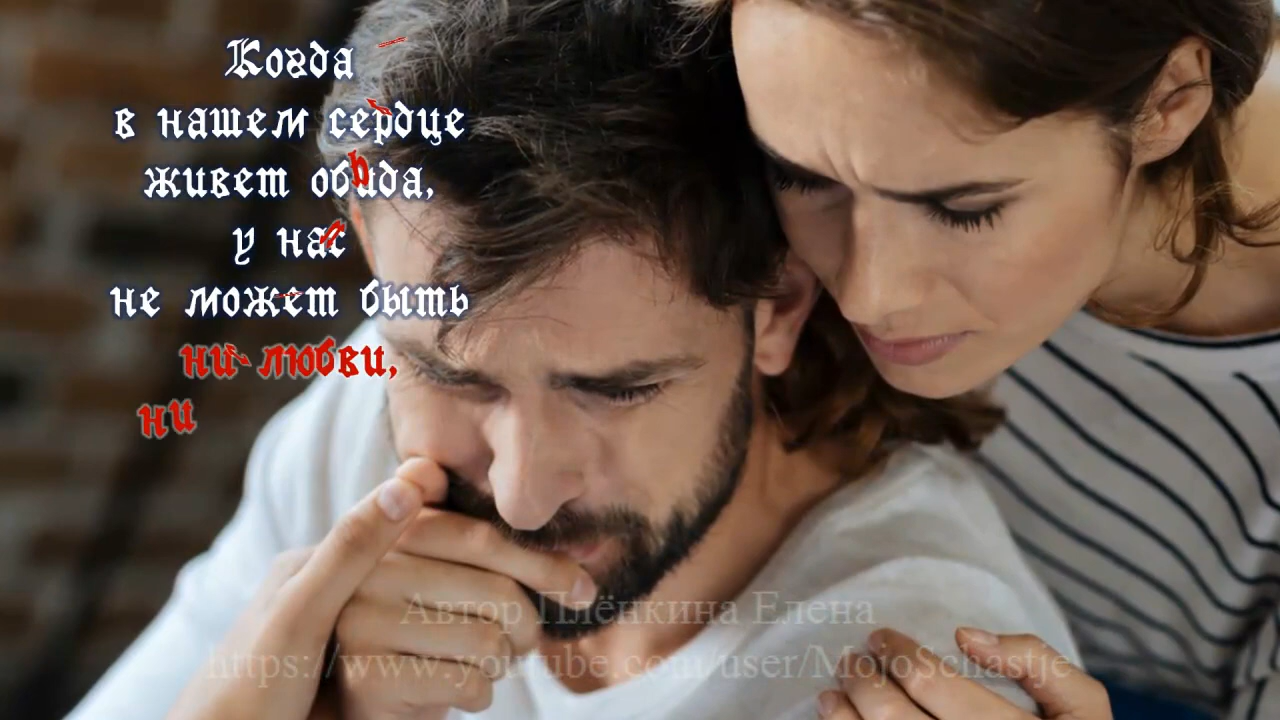 Когда
в нашем сердце
живет обида,
у нас
не может быть
ни любви,
ни
Автор Плёнкина Елена
https://www.youtube.com/user/MojoSchastje